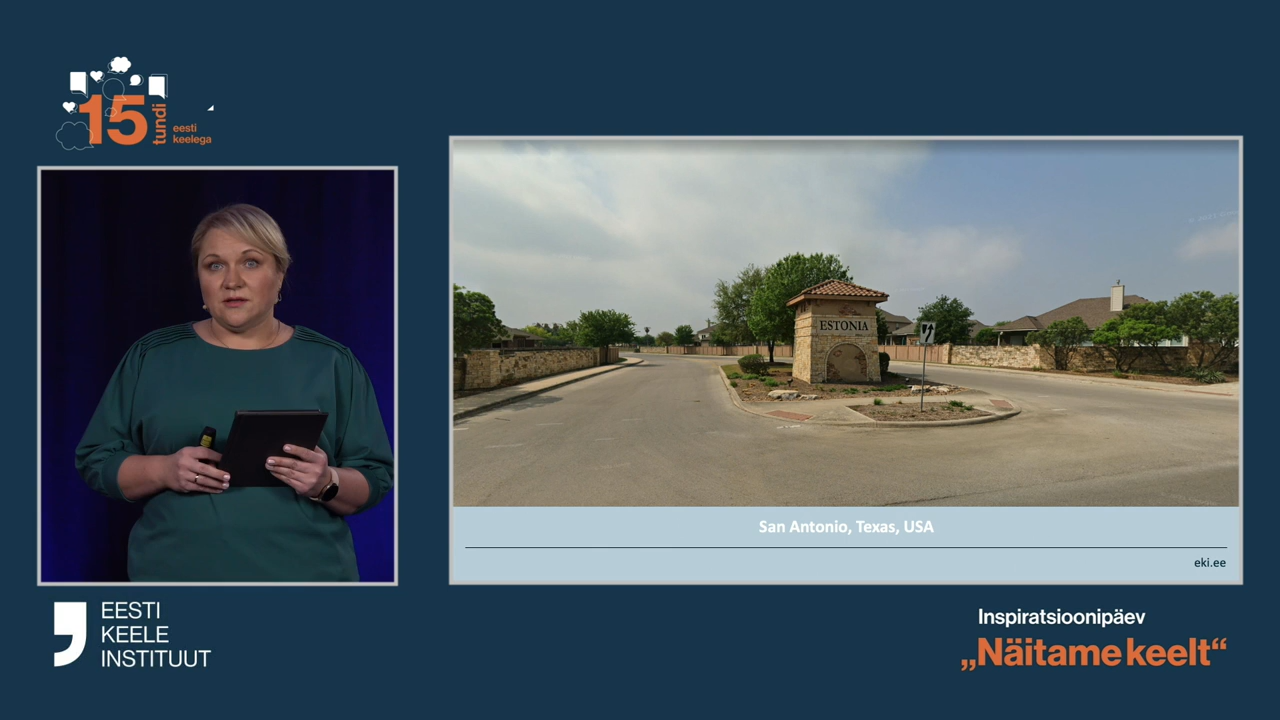 15
tundi
eesti
keelega
ESTONIA
San Antonio, Texas, USA
eki.ee
EESTI
KEELE
INSTITUUT
Inspiratsioonipäev
„Näitame keelt“